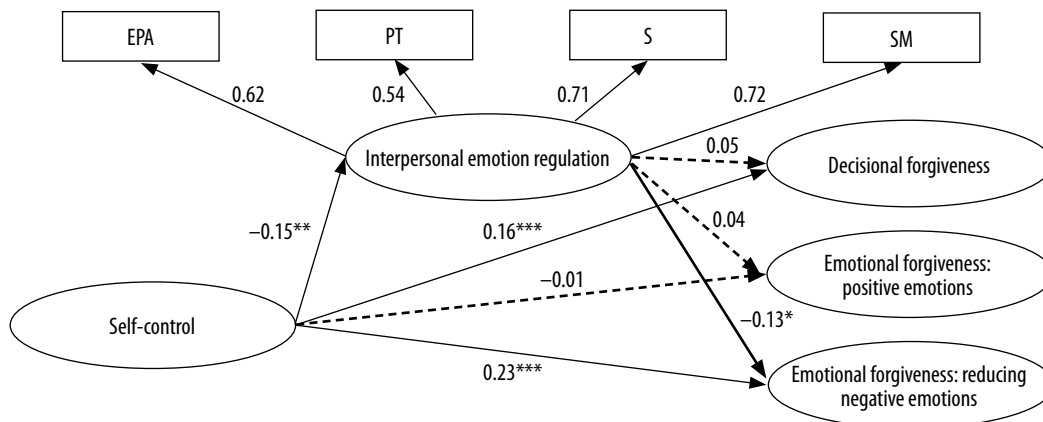 EPA
PT
S
SM
0.62
0.54
0.71
0.72
Interpersonal emotion regulation
0.05
Decisional forgiveness
–0.15**
0.16***
0.04
–0.01
Emotional forgiveness:
positive emotions
Self-control
–0.13*
0.23***
Emotional forgiveness: reducing
negative emotions